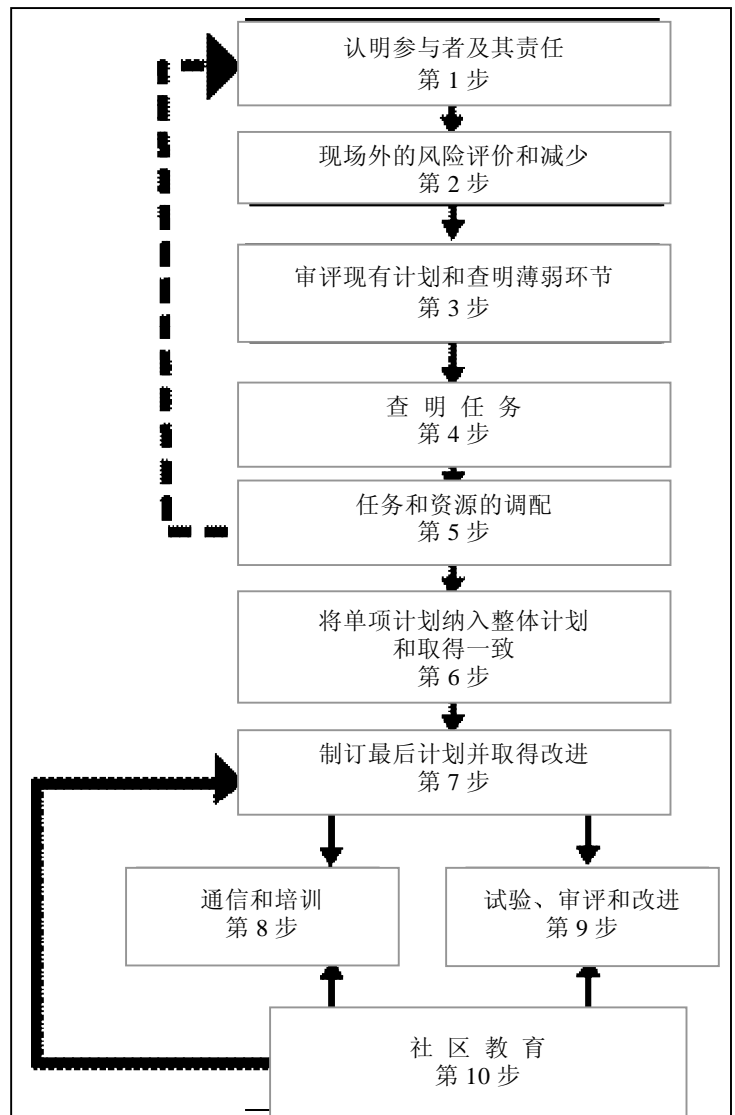 认明参与者及其责任
第 1 步
现场外的风险评价和减少
第 2 步
审评现有计划和查明薄弱环节
第 3 步
查 明 任 务
第 4 步
任务和资源的调配
第 5 步
将单项计划纳入整体计划
和取得一致
第 6 步
制订最后计划并取得改进
第 7 步
通信和培训
第 8 步
试验、审评和改进
第 9 步
社 区 教 育
第 10 步